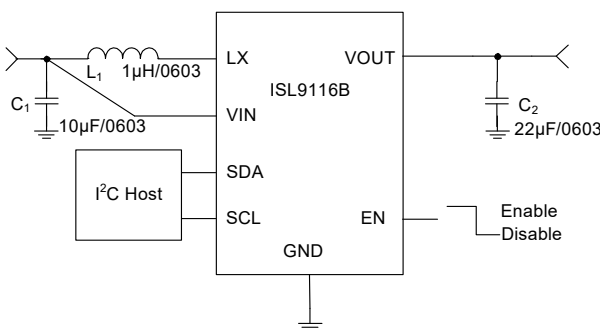 LX
VOUT
L₁
1µH/0603
ISL9116B
C₁
10µF/0603
VIN
C₂
22µF/0603
I²C Host
SDA
SCL
EN
Enable
Disable
GND